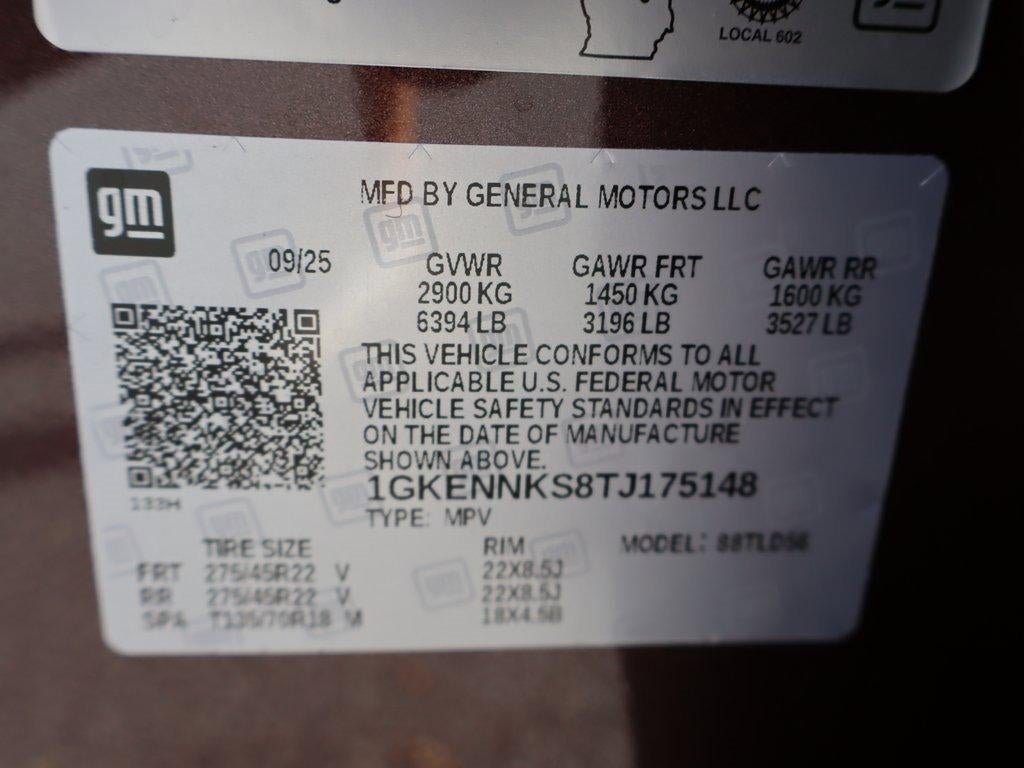 LOCAL 602
gm
gm
MFD BY GENERAL MOTORS LLC
09/25 GVWR GAWR FRT GAWR RR
2900 KG 1450 KG 1600 KG
6394 LB 3196 LB 3527 LB
THIS VEHICLE CONFORMS TO ALL
APPLICABLE U.S. FEDERAL MOTOR
VEHICLE SAFETY STANDARDS IN EFFECT
ON THE DATE OF MANUFACTURE
SHOWN ABOVE.
1GKENNKS8TJ175148
133H
TYPE: MPV
TIRE SIZE RIM MODEL:
FRT 275/45R22 V 22X8.5J
RR 275/45R22 V 22X8.5J
SPA T135/70R18 M 18X4.5B